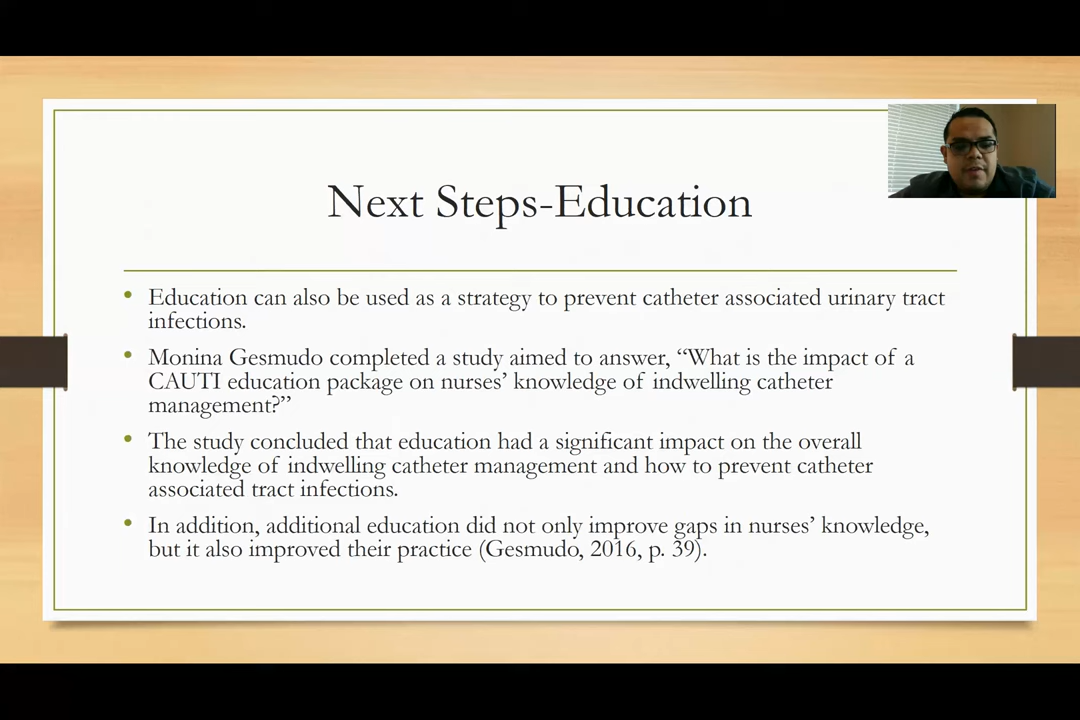 Next Steps-Education
• Education can also be used as a strategy to prevent catheter associated urinary tract
infections.
• Monina Gesmudo completed a study aimed to answer, “What is the impact of a
CAUTI education package on nurses’ knowledge of indwelling catheter
management?”
• The study concluded that education had a significant impact on the overall
knowledge of indwelling catheter management and how to prevent catheter
associated tract infections.
• In addition, additional education did not only improve gaps in nurses’ knowledge,
but it also improved their practice (Gesmudo, 2016, p. 39).